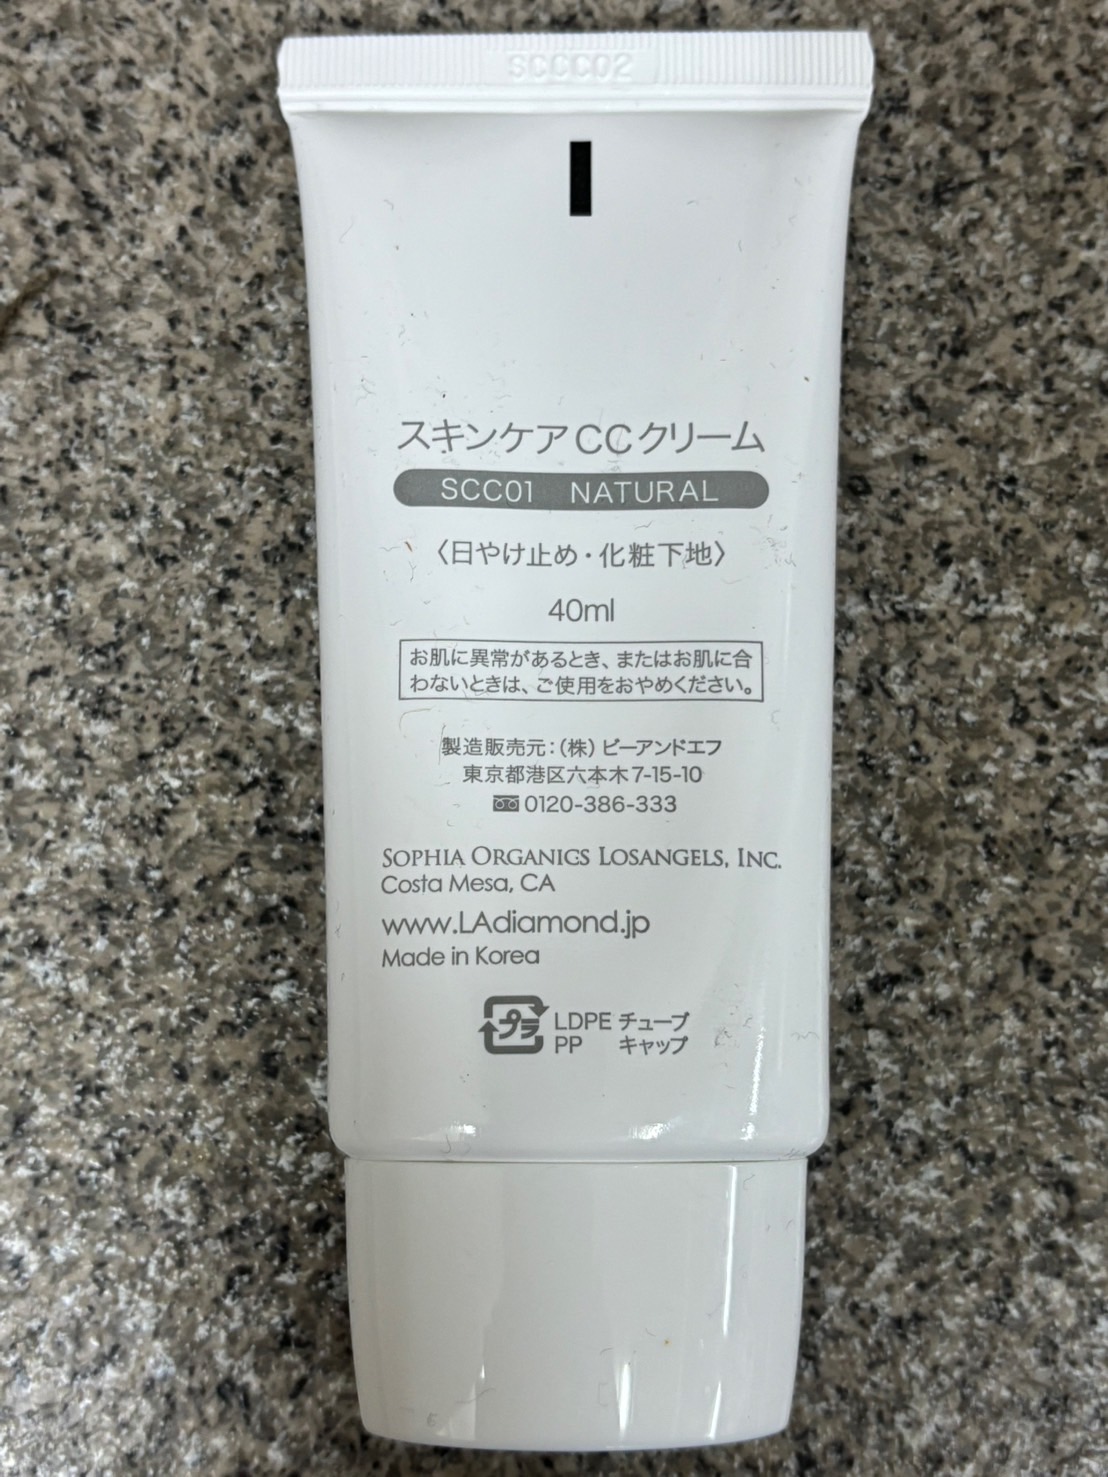 SCCC02
スキンケアCCクリーム
SCC01 NATURAL
〈日やけ止め・化粧下地〉
40ml
お肌に異常があるとき、またはお肌に合
わないときは、ご使用をおやめください。
製造販売元：(株) ビーアンドエフ
東京都港区六本木7-15-10
0120-386-333
SOPHIA ORGANICS LOSANGELS, INC.
Costa Mesa, CA
www.LAdiamond.jp
Made in Korea
プラ LDPE チューブ
PP キャップ